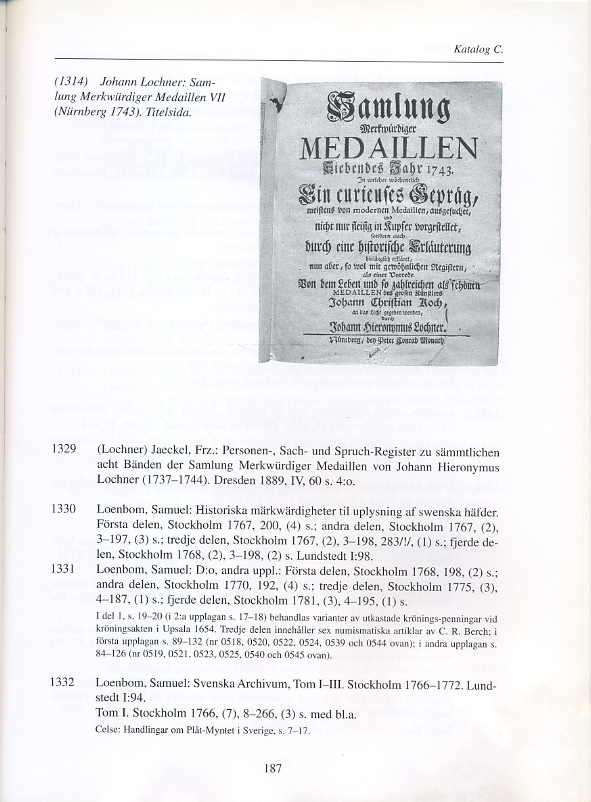 Katalog C.
(1314) Johann Lochner: Sam-
lung Merkwürdiger Medaillen VII
(Nürnberg 1743). Titelsida.
Samlung
Merkwürdiger
MEDAILLEN
Siebendes Jahr 1743.
In welcher wöchentlich
Ein curieuses Gepräg,
meistens von modernen Medaillen, ausgesuchet,
und
nicht nur fleisig in Kupfer vorgestellet,
sondern auch
durch eine historische Erläuterung
hinlänglich erkläret,
nun aber, so wol mit gewöhnlichen Registern,
als einer Vorrede
Von dem Leben und so zahlreichen als schönen
MEDAILLEN des großen Künstlers
Johann Christian Koch,
an das Licht gegeben worden,
durch
Johann Hieronymus Lochner.
Nürnberg, bey Peter Conrad Monath
1329 (Lochner) Jaeckel, Frz.: Personen-, Sach- und Spruch-Register zu sämmtlichen
acht Bänden der Samlung Merkwürdiger Medaillen von Johann Hieronymus
Lochner (1737–1744). Dresden 1889, IV, 60 s. 4:o.
1330 Loenbom, Samuel: Historiska märkwärdigheter til uplysning af swenska häfder.
Första delen, Stockholm 1767, 200, (4) s.; andra delen, Stockholm 1767, (2),
3–197, (3) s.; tredje delen, Stockholm 1767, (2), 3–198, 283/!/, (1) s.; fjerde de-
len, Stockholm 1768, (2), 3–198, (2) s. Lundstedt I:98.
1331 Loenbom, Samuel: D:o, andra uppl.: Första delen, Stockholm 1768, 198, (2) s.;
andra delen, Stockholm 1770, 192, (4) s.; tredje delen, Stockholm 1775, (3),
4–187, (1) s.; fjerde delen, Stockholm 1781, (3), 4–195, (1) s.
I del 1, s. 19–20 (i 2:a upplagan s. 17–18) behandlas varianter av utkastade krönings-penningar vid
kröningsakten i Upsala 1654. Tredje delen innehåller sex numismatiska artiklar av C. R. Berch; i
första upplagan s. 89–132 (nr 0518, 0520, 0522, 0524, 0539 och 0544 ovan); i andra upplagan s.
84–126 (nr 0519, 0521, 0523, 0525, 0540 och 0545 ovan).
1332 Loenbom, Samuel: Svenska Archivum, Tom I–III. Stockholm 1766–1772. Lund-
stedt I:94.
Tom I. Stockholm 1766, (7), 8–266, (3) s. med bl.a.
Celse: Handlingar om Plåt-Myntet i Sverige, s. 7–17.
187